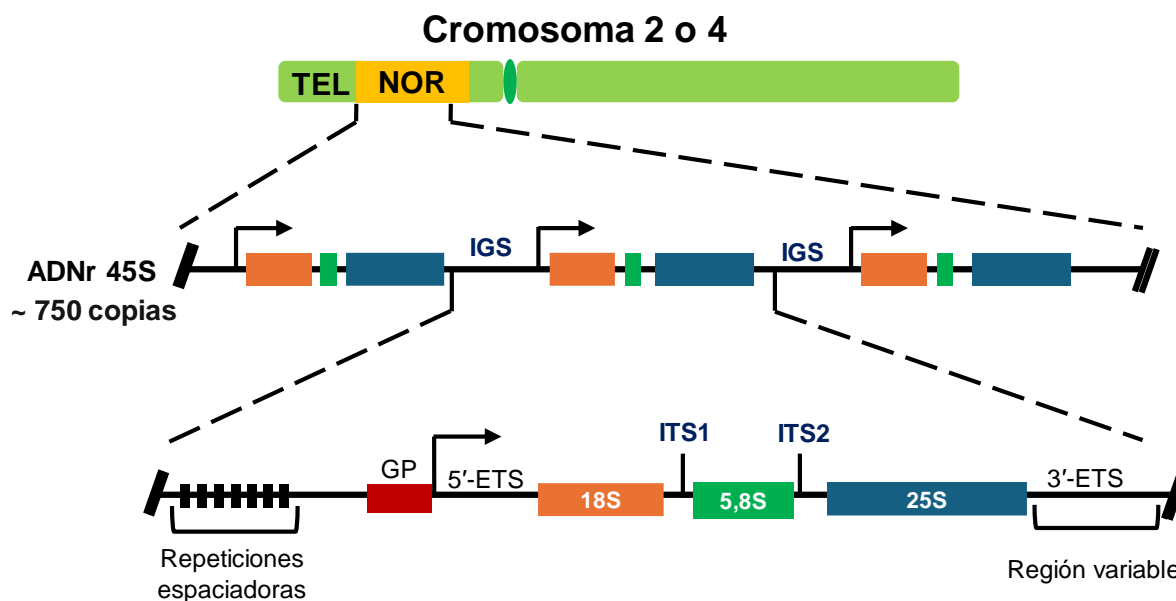 Cromosoma 2 o 4
TEL
NOR
IGS
IGS
ADNr 45S
~ 750 copias
ITS1
ITS2
GP
5′-ETS
3′-ETS
18S
5,8S
25S
Repeticiones
espaciadoras
Región variable